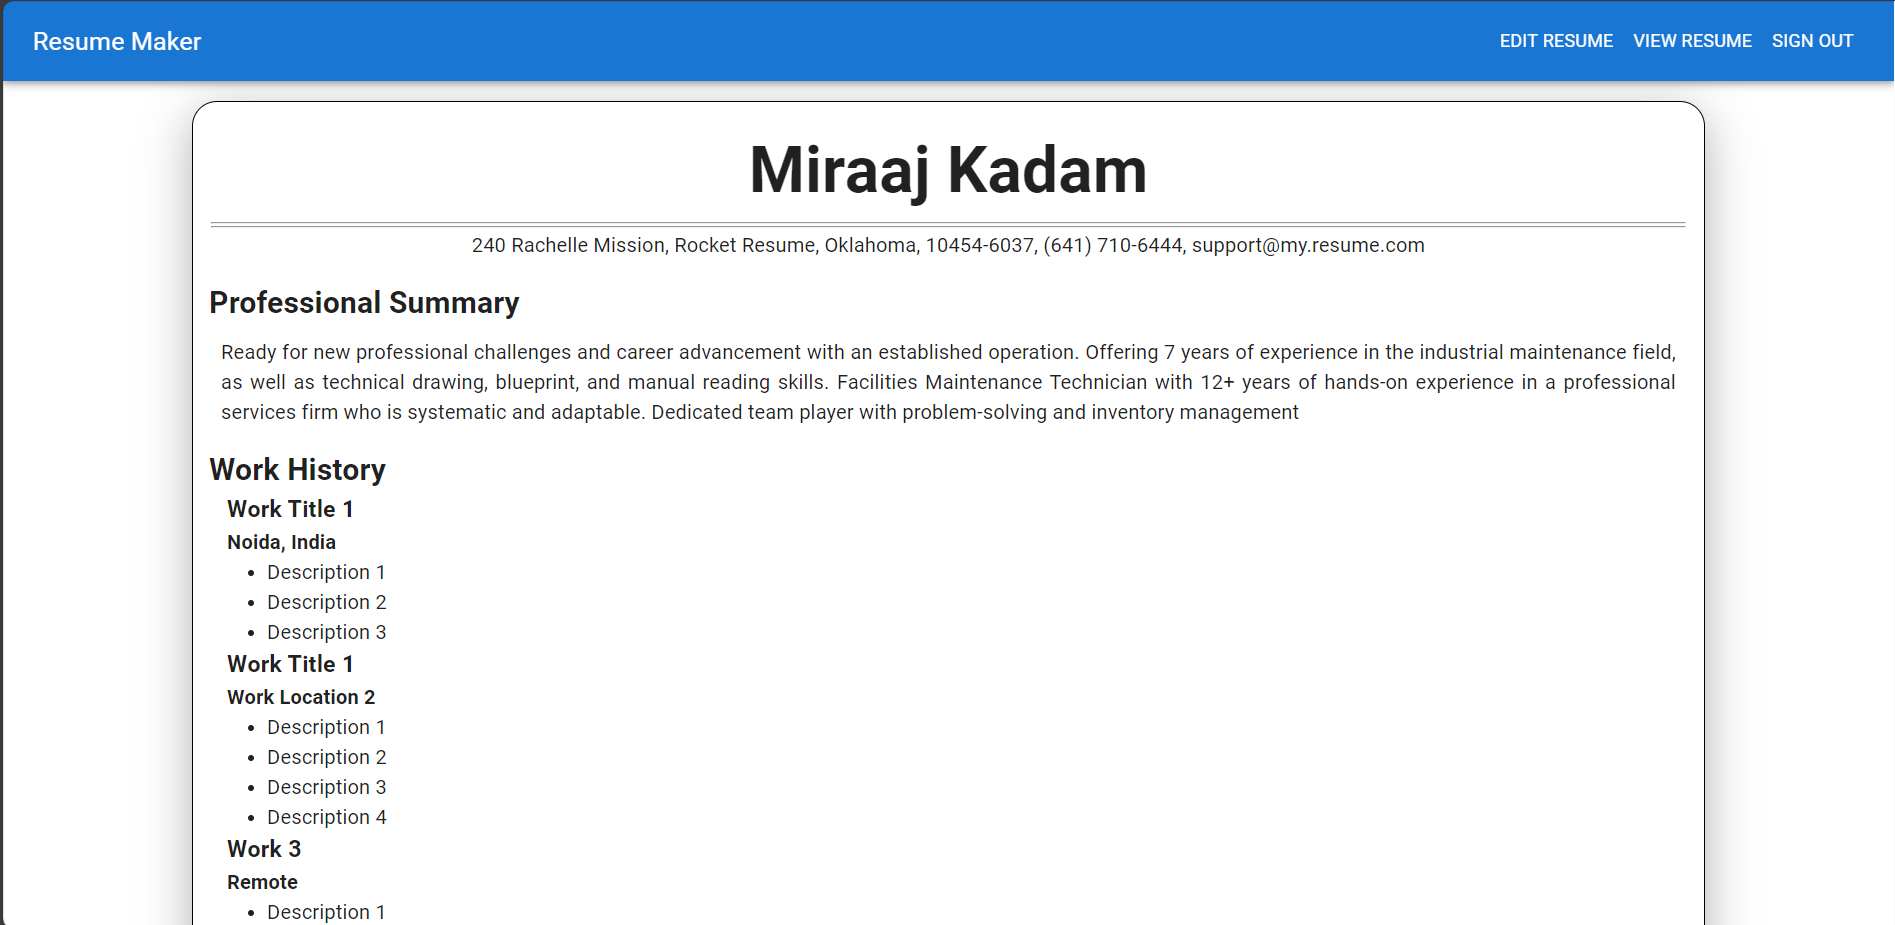 Resume Maker
EDIT RESUME VIEW RESUME SIGN OUT
Miraaj Kadam
240 Rachelle Mission, Rocket Resume, Oklahoma, 10454-6037, (641) 710-6444, support@my.resume.com
Professional Summary
Ready for new professional challenges and career advancement with an established operation. Offering 7 years of experience in the industrial maintenance field,
as well as technical drawing, blueprint, and manual reading skills. Facilities Maintenance Technician with 12+ years of hands-on experience in a professional
services firm who is systematic and adaptable. Dedicated team player with problem-solving and inventory management
Work History
Work Title 1
Noida, India
• Description 1
• Description 2
• Description 3
Work Title 1
Work Location 2
• Description 1
• Description 2
• Description 3
• Description 4
Work 3
Remote
• Description 1